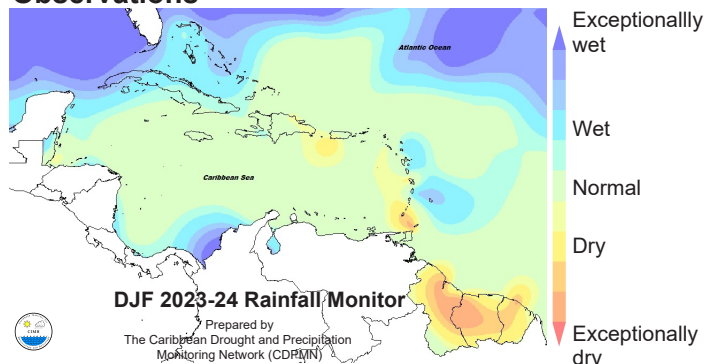 Observations
Atlantic Ocean
Caribbean Sea
DJF 2023-24 Rainfall Monitor
Prepared by
The Caribbean Drought and Precipitation
Monitoring Network (CDPMN)
CIMH
Exceptionallly
wet
Wet
Normal
Dry
Exceptionally
dry